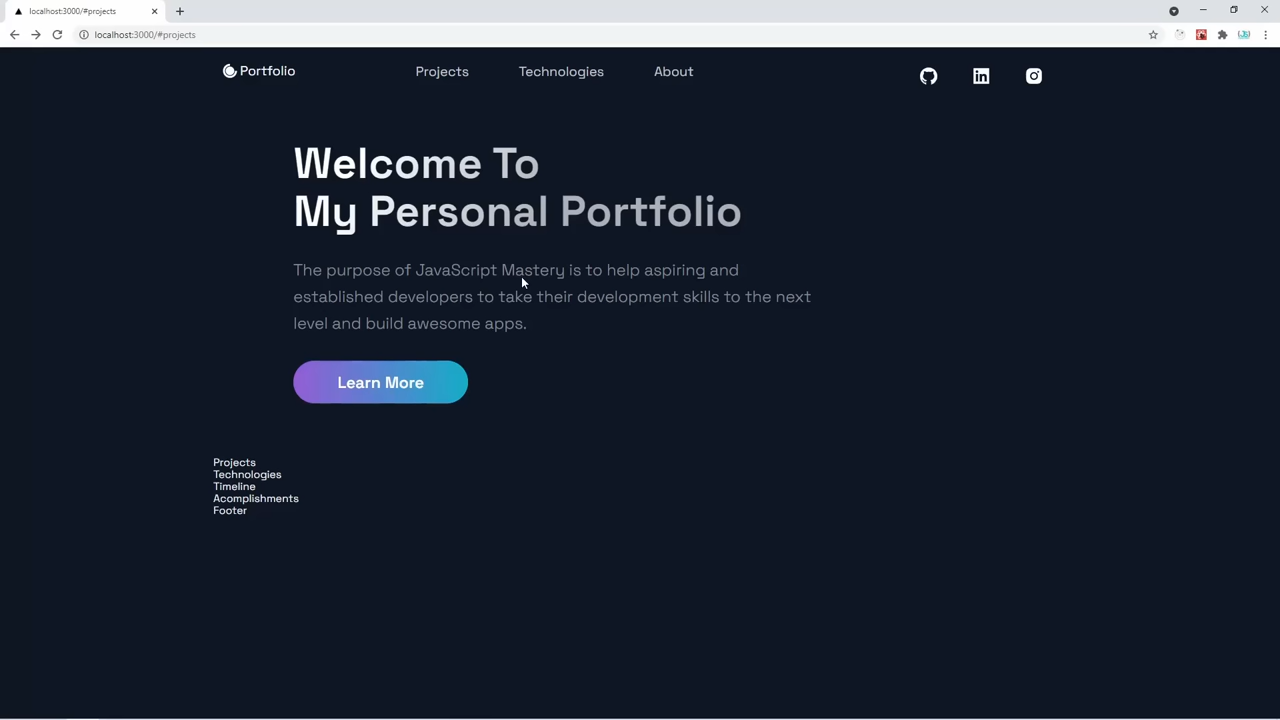 localhost:3000/#projects
localhost:3000/#projects
Portfolio
Projects
Technologies
About
Welcome To
My Personal Portfolio
The purpose of JavaScript Mastery is to help aspiring and
established developers to take their development skills to the next
level and build awesome apps.
Learn More
Projects
Technologies
Timeline
Acomplishments
Footer